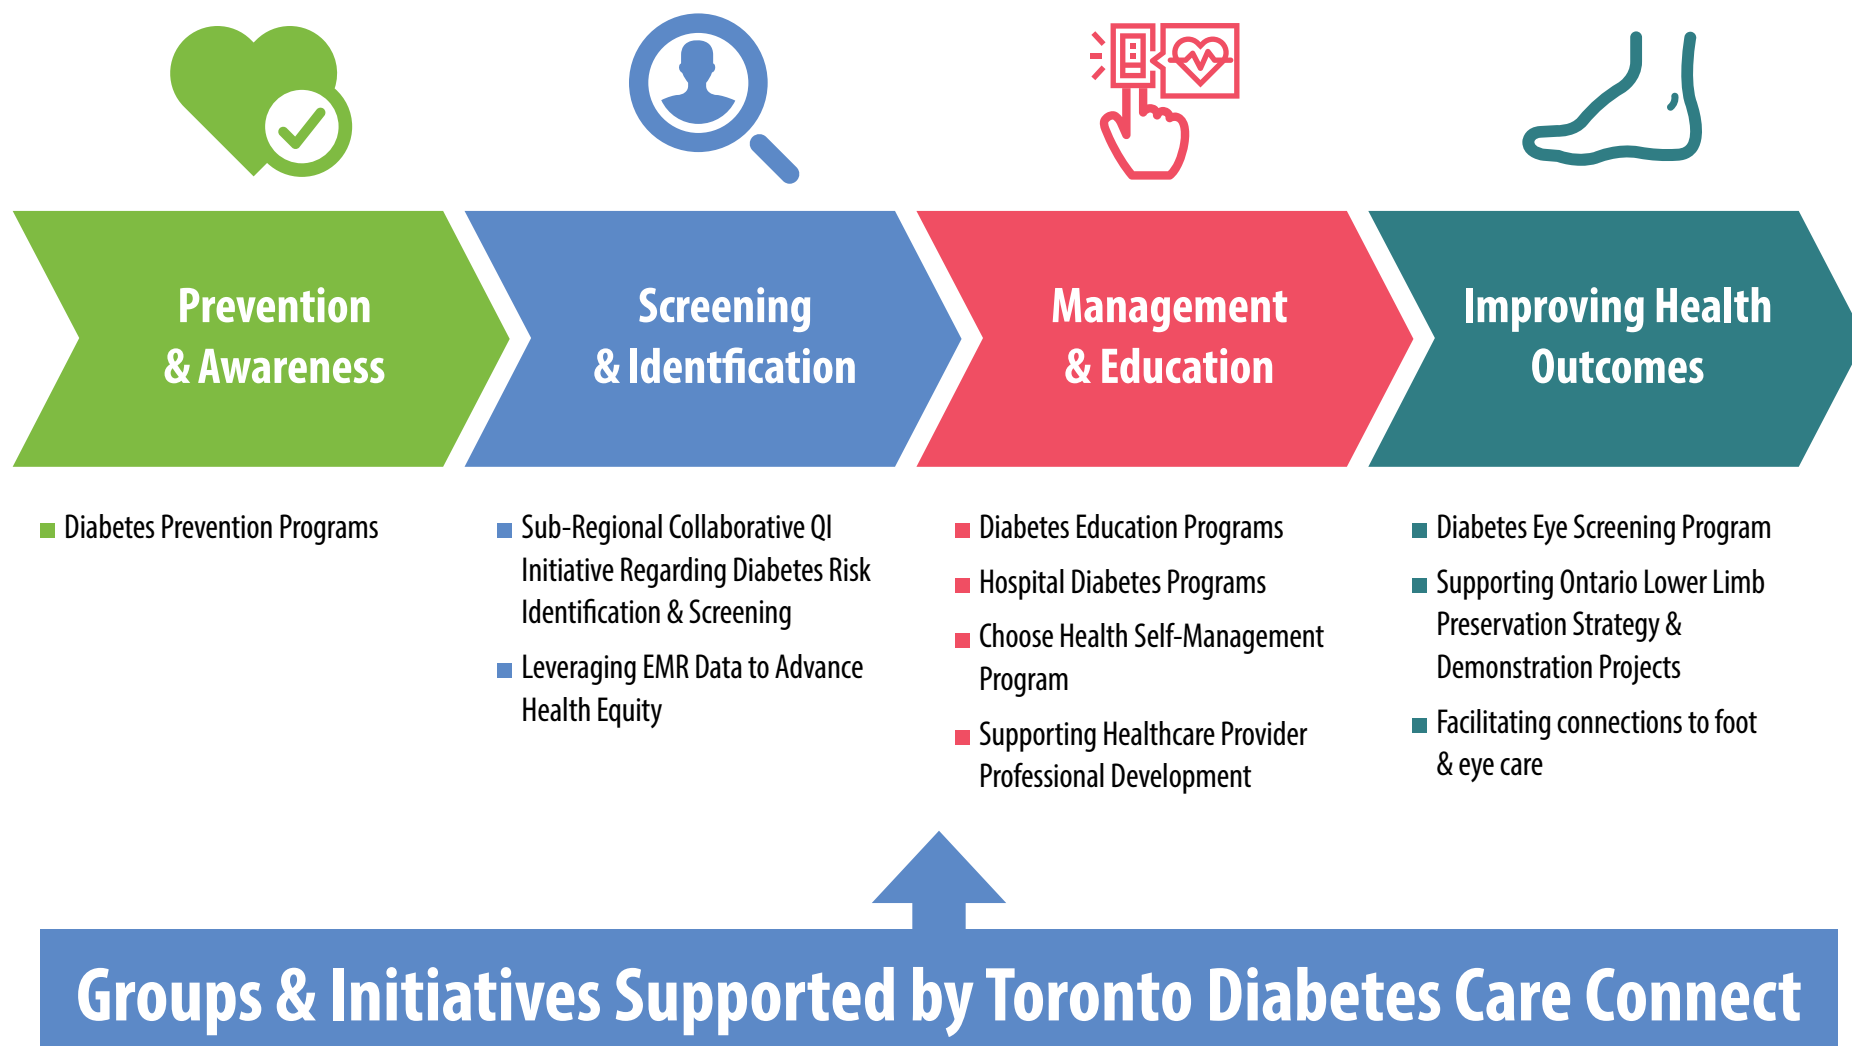 Prevention
& Awareness
Screening
& Identfication
Management
& Education
Improving Health
Outcomes
Diabetes Prevention Programs
Sub-Regional Collaborative QI
Initiative Regarding Diabetes Risk
Identification & Screening
Leveraging EMR Data to Advance
Health Equity
Diabetes Education Programs
Hospital Diabetes Programs
Choose Health Self-Management
Program
Supporting Healthcare Provider
Professional Development
Diabetes Eye Screening Program
Supporting Ontario Lower Limb
Preservation Strategy &
Demonstration Projects
Facilitating connections to foot
& eye care
Groups & Initiatives Supported by Toronto Diabetes Care Connect